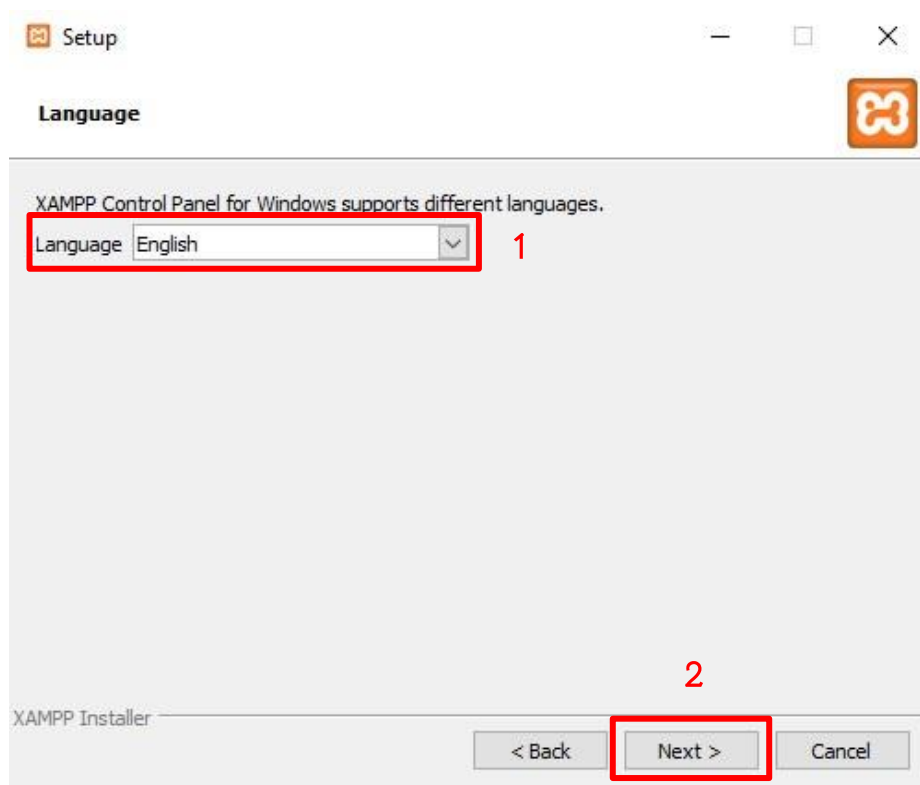 Setup
Language
XAMPP Control Panel for Windows supports different languages.
Language English 1
2
XAMPP Installer
< Back Next > Cancel